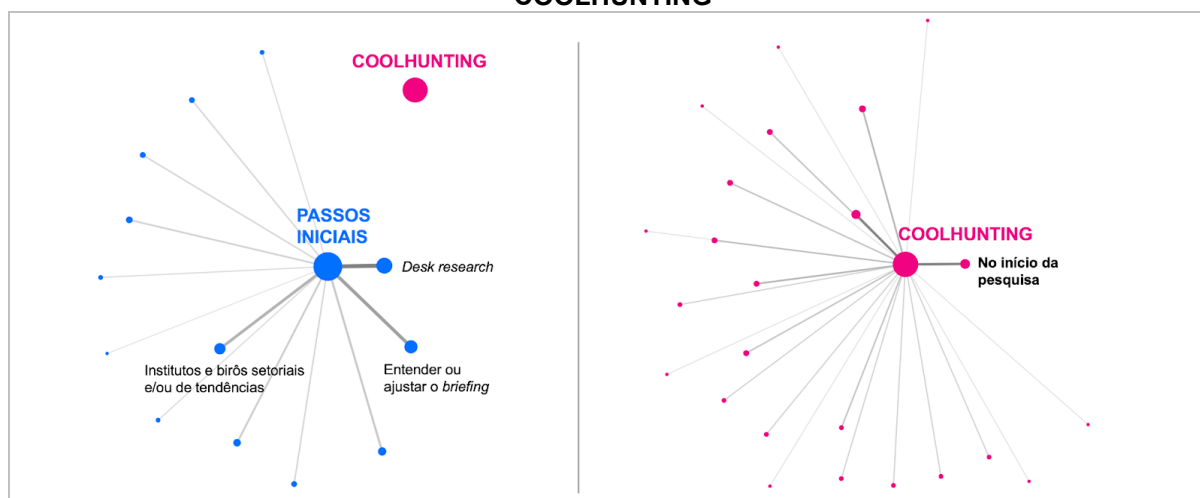 COOLHUNTING
COOLHUNTING
PASSOS
INICIAIS
Desk research
Institutos e birôs setoriais
e/ou de tendências
Entender ou
ajustar o briefing
COOLHUNTING
No início da
pesquisa